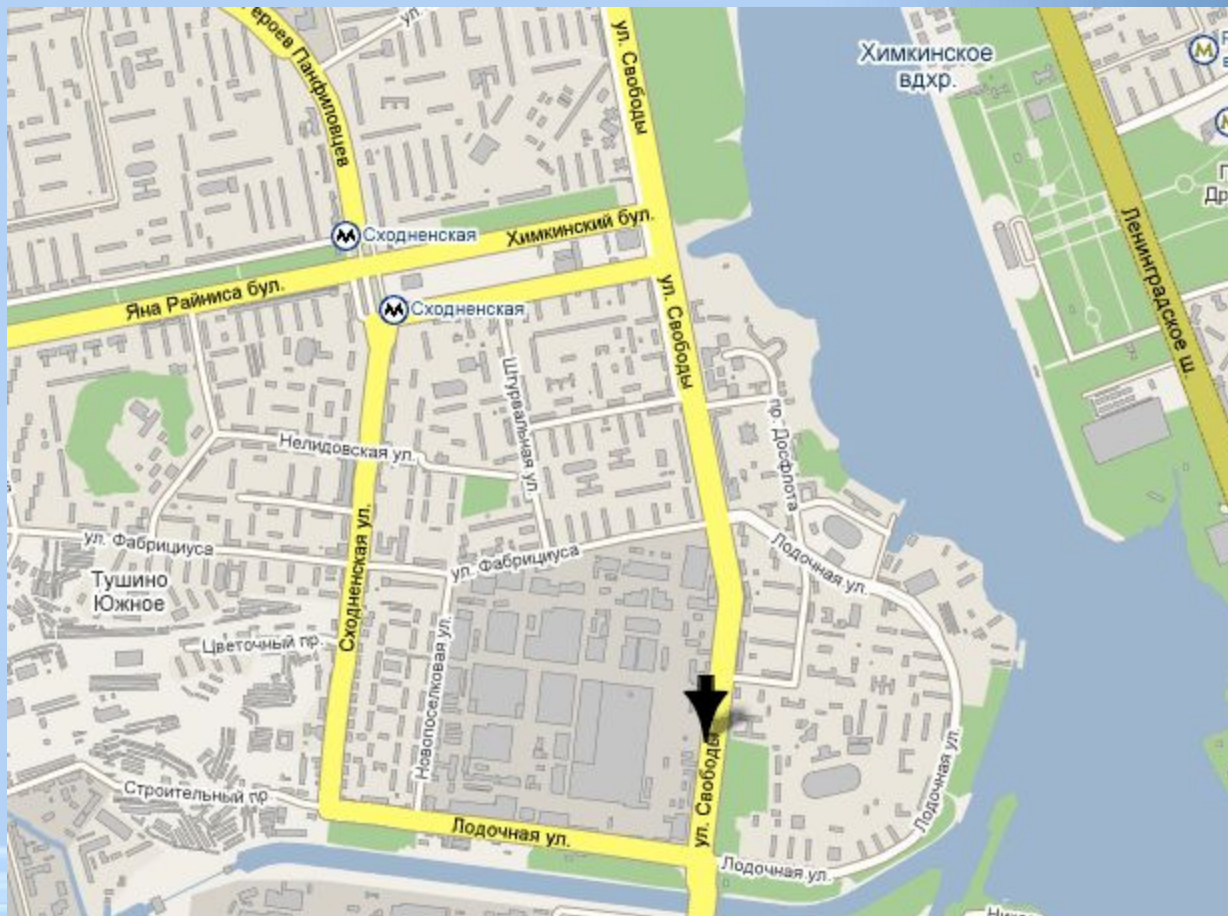 Героев Панфиловцев
ул.
ул. Свободы
Химкинское
вдхр.
Сходненская
Химкинский бул.
Яна Райниса бул.
Сходненская
ул. Свободы
Ленинградское ш.
Штурвальная ул.
пр. Досфлота
Нелидовская ул.
ул. Фабрициуса
ул. Фабрициуса
Лодочная ул.
Тушино
Южное
Сходненская ул.
Цветочный пр.
Новопоселковая ул.
Строительный пр
ул. Свободы
Лодочная ул.
Лодочная ул.
Лодочная ул.